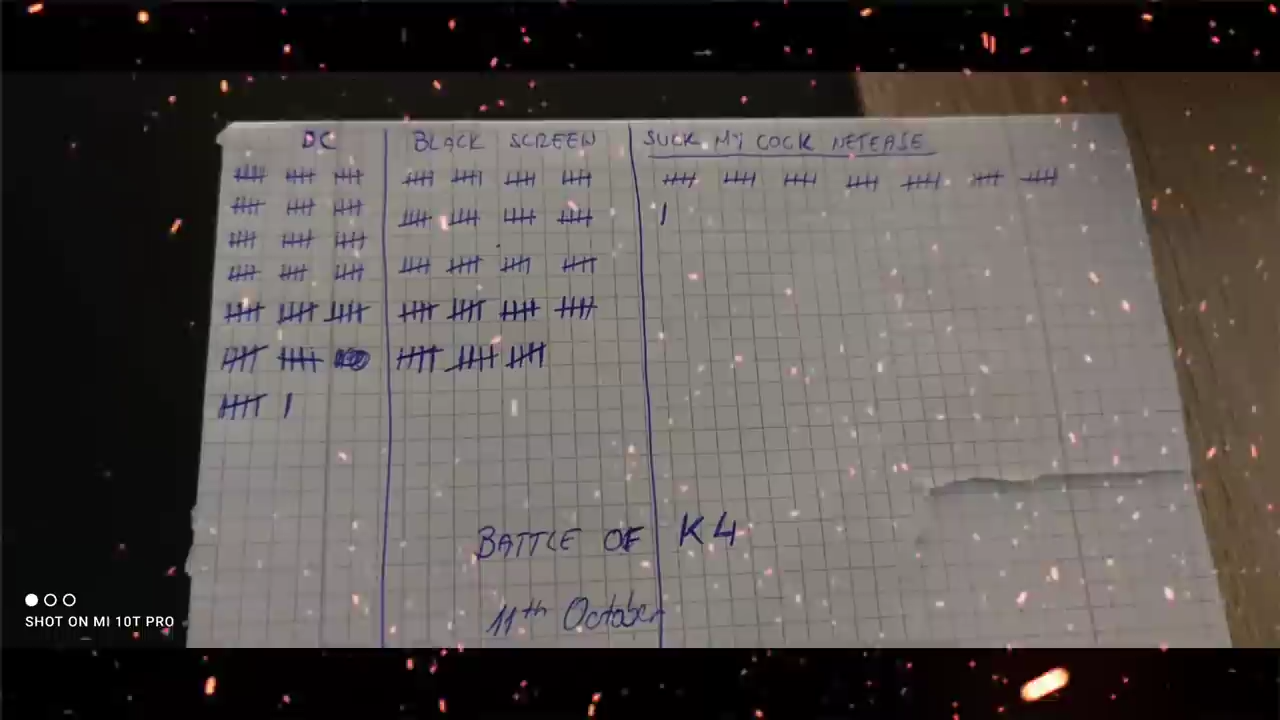 DC BLACK SCREEN SUCK MY COCK NETEASE
BATTLE OF K4
11th October
SHOT ON MI 10T PRO